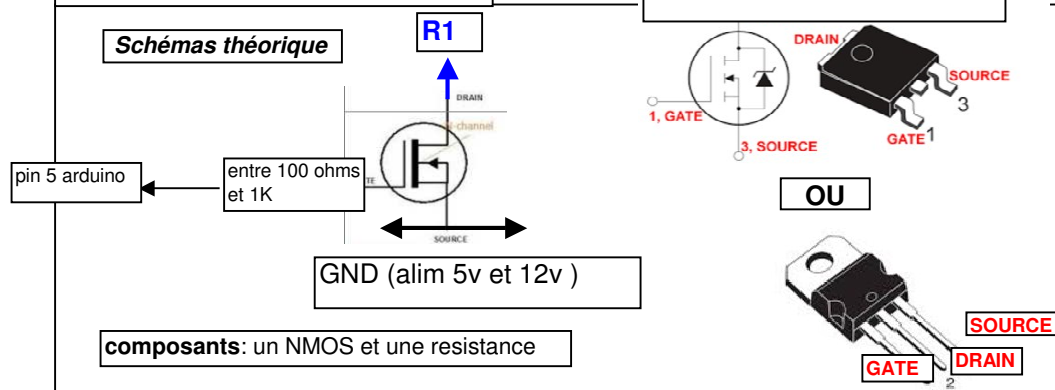 Schémas théorique
R1
DRAIN
N-channel
pin 5 arduino
entre 100 ohms
et 1K
TE
SOURCE
GND (alim 5v et 12v )
composants: un NMOS et une resistance
DRAIN
SOURCE
3
1, GATE
GATE 1
3, SOURCE
OU
SOURCE
DRAIN
GATE
2